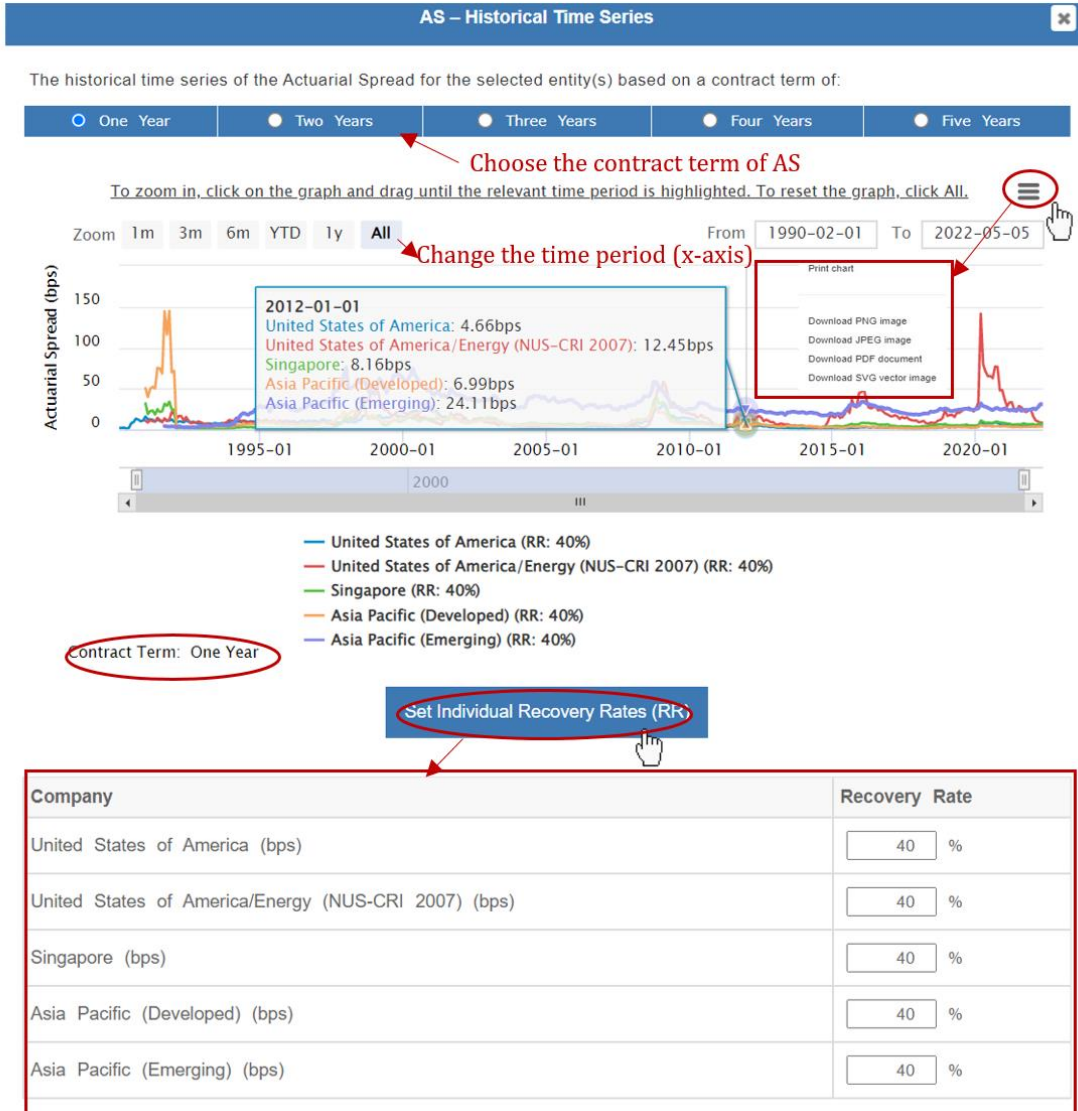 AS – Historical Time Series
The historical time series of the Actuarial Spread for the selected entity(s) based on a contract term of:
One Year Two Years Three Years Four Years Five Years
Choose the contract term of AS
To zoom in, click on the graph and drag until the relevant time period is highlighted. To reset the graph, click All.
Zoom 1m 3m 6m YTD 1y All From 1990-02-01 To 2022-05-05
Change the time period (x-axis)
Print chart
Download PNG image
Download JPEG image
Download PDF document
Download SVG vector image
Actuarial Spread (bps)
150
100
50
0
2012-01-01
United States of America: 4.66bps
United States of America/Energy (NUS-CRI 2007): 12.45bps
Singapore: 8.16bps
Asia Pacific (Developed): 6.99bps
Asia Pacific (Emerging): 24.11bps
1995-01 2000-01 2005-01 2010-01 2015-01 2020-01
2000
United States of America (RR: 40%)
United States of America/Energy (NUS-CRI 2007) (RR: 40%)
Singapore (RR: 40%)
Asia Pacific (Developed) (RR: 40%)
Asia Pacific (Emerging) (RR: 40%)
Contract Term: One Year
Set Individual Recovery Rates (RR)
Company Recovery Rate
United States of America (bps) 40 %
United States of America/Energy (NUS-CRI 2007) (bps) 40 %
Singapore (bps) 40 %
Asia Pacific (Developed) (bps) 40 %
Asia Pacific (Emerging) (bps) 40 %